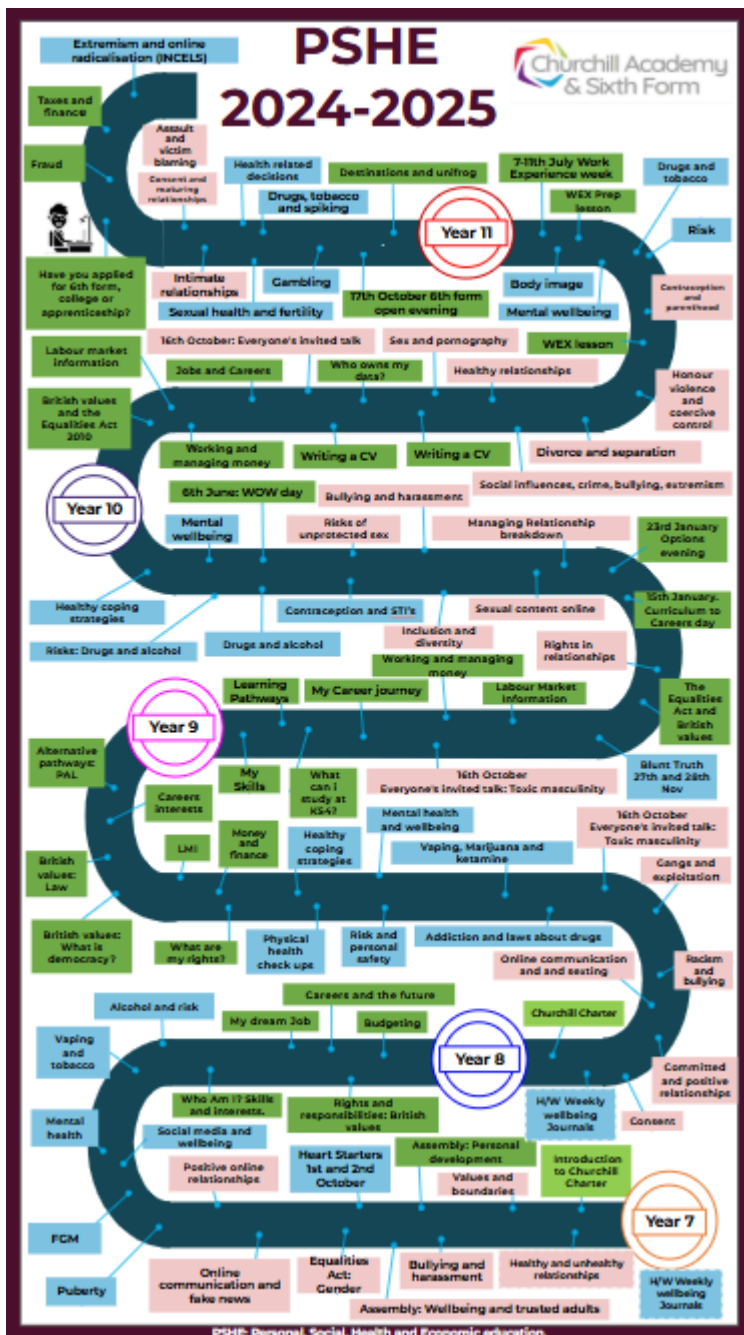 PSHE
2024-2025
Churchill Academy
& Sixth Form
Extremism and online
radicalisation (INCELS)
Taxes and
finance
Fraud
Assault
and
victim
blaming
Consent and
maturing
relationships
Health related
decisions
Drugs, tobacco
and spiking
Destinations and unifrog
7-11th July Work
Experience week
WEX Prep
lesson
Drugs and
tobacco
Risk
Year 11
Have you applied
for 6th form,
college or
apprenticeship?
Intimate
relationships
Sexual health and fertility
Gambling
17th October 6th form
open evening
Body image
Mental wellbeing
Contraception
and
parenthood
Labour market
information
16th October: Everyone's invited talk
Sex and pornography
WEX lesson
Jobs and Careers
Who owns my
data?
Healthy relationships
Honour
violence
and
coercive
control
British values
and the
Equalities Act
2010
Working and
managing money
Writing a CV
Writing a CV
Divorce and separation
Social influences, crime, bullying, extremism
Year 10
6th June: WOW day
Bullying and harassment
Mental
wellbeing
Risks of
unprotected sex
Managing Relationship
breakdown
23rd January
Options
evening
Healthy coping
strategies
Risks: Drugs and alcohol
Drugs and alcohol
Contraception and STI's
Inclusion and
diversity
Sexual content online
15th January.
Curriculum to
Careers day
Rights in
relationships
Working and managing
money
Learning
Pathways
My Career journey
Labour Market
Information
The
Equalities
Act and
British
values
Year 9
Alternative
pathways:
PAL
My
Skills
What
can i
study at
KS4?
16th October
Everyone's invited talk: Toxic masculinity
Blunt Truth
27th and 28th
Nov
Careers
interests
LMI
Money
and
finance
Healthy
coping
strategies
Mental health
and wellbeing
Vaping, Marijuana and
ketamine
16th October
Everyone's invited talk:
Toxic masculinity
British
values:
Law
Gangs and
exploitation
British values:
What is
democracy?
What are
my rights?
Physical
health
check ups
Risk and
personal
safety
Addiction and laws about drugs
Online communication
and and sexting
Racism
and
bullying
Alcohol and risk
Careers and the future
My dream Job
Budgeting
Churchill Charter
Vaping
and
tobacco
Year 8
Committed
and positive
relationships
Who Am I? Skills
and interests.
Rights and
responsibilities: British
values
H/W Weekly
wellbeing
Journals
Consent
Mental
health
Social media and
wellbeing
Positive online
relationships
Heart Starters
1st and 2nd
October
Assembly: Personal
development
Values and
boundaries
Introduction
to Churchill
Charter
Year 7
FGM
Puberty
Online
communication and
fake news
Equalities
Act:
Gender
Bullying and
harassment
Healthy and unhealthy
relationships
Assembly: Wellbeing and trusted adults
H/W Weekly
wellbeing
Journals
PSHE: Personal, Social, Health and Economic education